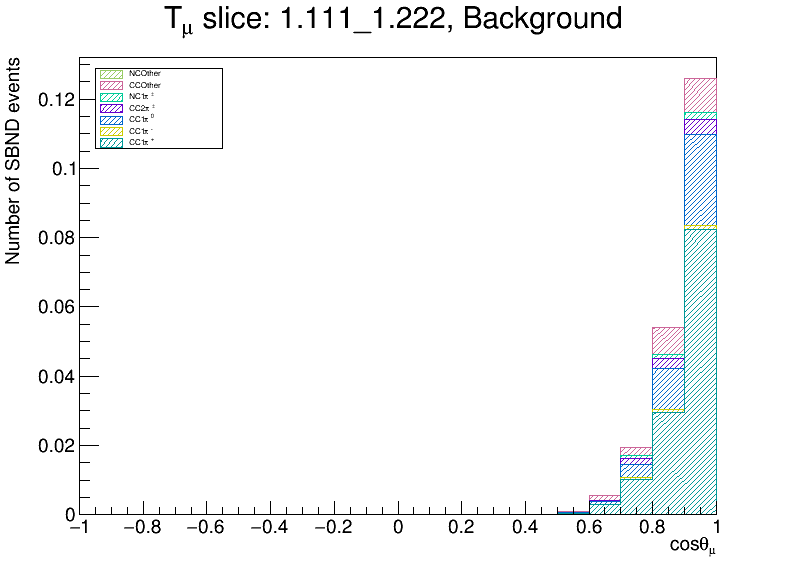 Tμ slice: 1.111_1.222, Background
Number of SBND events
NCOther
CCOther
NC1π ±
CC2π ±
CC1π 0
CC1π -
CC1π +
0.12
0.1
0.08
0.06
0.04
0.02
0
−1 −0.8 −0.6 −0.4 −0.2 0 0.2 0.4 0.6 0.8 1
cosθμ